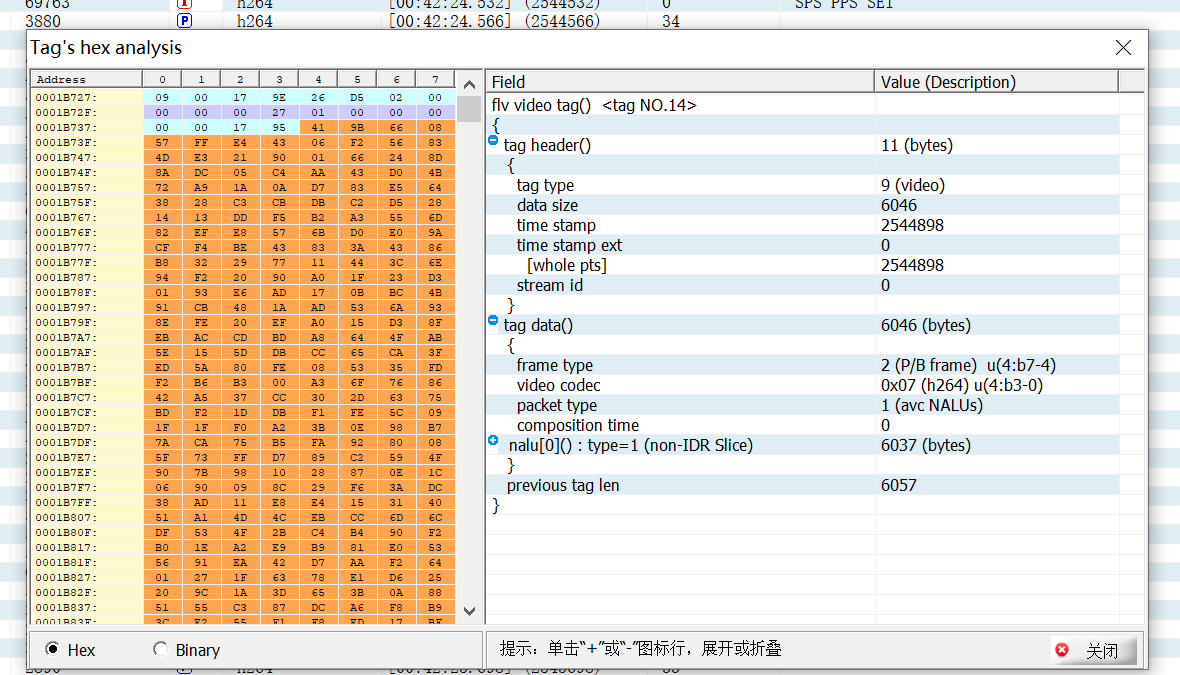 69763 I h264 [00:42:24.532] (2544532) 0 SPS PPS SEI
3880 P h264 [00:42:24.566] (2544566) 34
Tag's hex analysis
Address 0 1 2 3 4 5 6 7
0001B727: 09 00 17 9E 26 D5 02 00
0001B72F: 00 00 00 27 01 00 00 00
0001B737: 00 00 17 95 41 9B 66 08
0001B73F: 57 FF E4 43 06 F2 56 83
0001B747: 4D E3 21 90 01 66 24 8D
0001B74F: 8A DC 05 C4 AA 43 D0 4B
0001B757: 72 A9 1A 0A D7 83 E5 64
0001B75F: 38 28 C3 CB DB C2 D5 28
0001B767: 14 13 DD F5 B2 A3 55 6D
0001B76F: 82 EF E8 57 6B D0 E0 9A
0001B777: CF F4 BE 43 83 3A 43 86
0001B77F: B8 32 29 77 11 44 3C 6E
0001B787: 94 F2 20 90 A0 1F 23 D3
0001B78F: 01 93 E6 AD 17 0B BC 4B
0001B797: 91 CB 48 1A AD 53 6A 93
0001B79F: 8E FE 20 EF A0 15 D3 8F
0001B7A7: EB AC CD BD A8 64 4F AB
0001B7AF: 5E 15 5D DB CC 65 CA 3F
0001B7B7: ED 5A 80 FE 08 53 35 FD
0001B7BF: F2 B6 B3 00 A3 6F 76 86
0001B7C7: 42 A5 37 CC 30 2D 63 75
0001B7CF: BD F2 1D DB F1 FE 5C 09
0001B7D7: 1F 1F F0 A2 3B 0E 98 B7
0001B7DF: 7A CA 75 B5 FA 92 80 08
0001B7E7: 5F 73 FF D7 89 C2 59 4F
0001B7EF: 90 7B 98 10 28 87 0E 1C
0001B7F7: 06 90 09 8C 29 F6 3A DC
0001B7FF: 38 AD 11 E8 E4 15 31 40
0001B807: 51 A1 4D 4C EB CC 6D 6C
0001B80F: DF 53 4F 2B C4 B4 90 F2
0001B817: B0 1E A2 E9 B9 81 E0 53
0001B81F: 56 91 EA 42 D7 AA F2 64
0001B827: 01 27 1F 63 78 E1 D6 25
0001B82F: 20 9C 1A 3D 65 3B 0A 88
0001B837: 51 55 C3 87 DC A6 F8 B9
Field Value (Description)
flv video tag() <tag NO.14>
{
tag header() 11 (bytes)
{
tag type 9 (video)
data size 6046
time stamp 2544898
time stamp ext 0
[whole pts] 2544898
stream id 0
}
tag data() 6046 (bytes)
{
frame type 2 (P/B frame) u(4:b7-4)
video codec 0x07 (h264) u(4:b3-0)
packet type 1 (avc NALUs)
composition time 0
nalu[0]() : type=1 (non-IDR Slice) 6037 (bytes)
}
previous tag len 6057
}
Hex Binary
提示：单击“+”或“-”图标行，展开或折叠
关闭